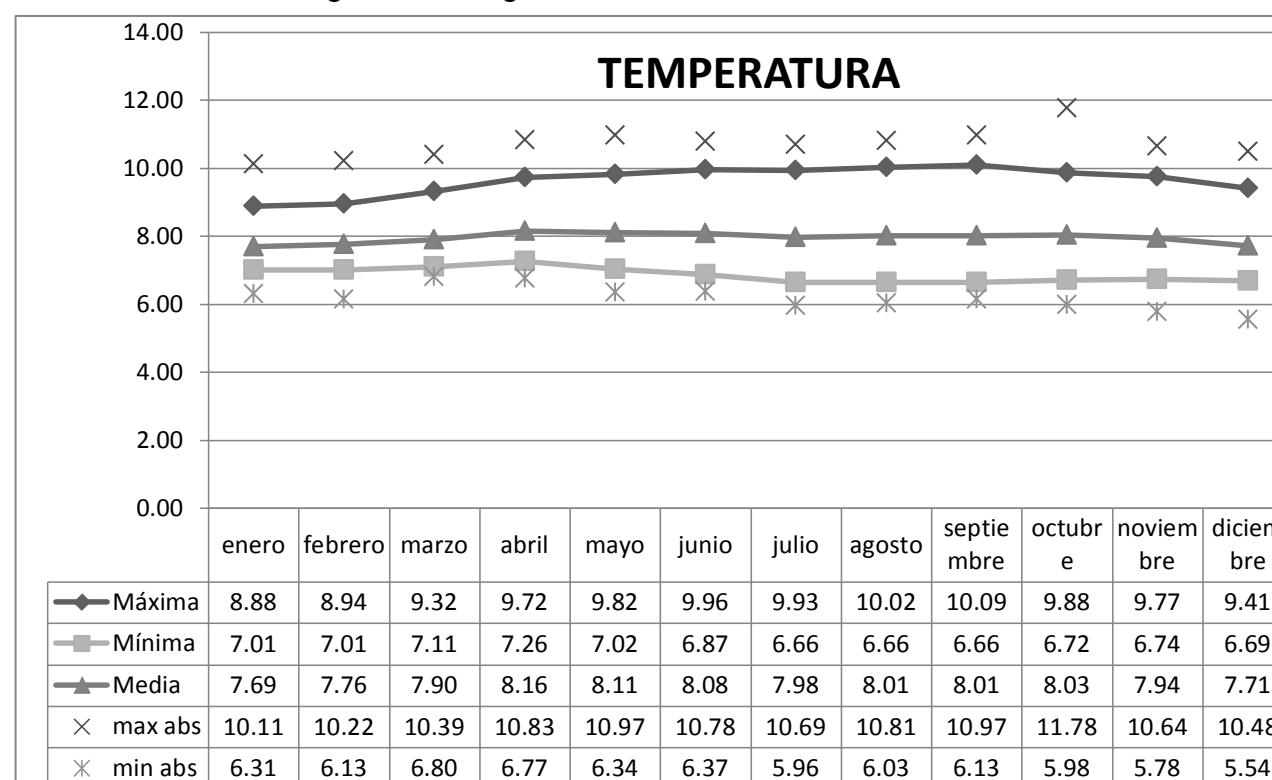 14.00
TEMPERATURA
12.00
10.00
8.00
6.00
4.00
2.00
0.00
enero febrero marzo abril mayo junio julio agosto septie octubr noviem diciem
mbre e bre bre
Máxima 8.88 8.94 9.32 9.72 9.82 9.96 9.93 10.02 10.09 9.88 9.77 9.41
Mínima 7.01 7.01 7.11 7.26 7.02 6.87 6.66 6.66 6.66 6.72 6.74 6.69
Media 7.69 7.76 7.90 8.16 8.11 8.08 7.98 8.01 8.01 8.03 7.94 7.71
max abs 10.11 10.22 10.39 10.83 10.97 10.78 10.69 10.81 10.97 11.78 10.64 10.48
min abs 6.31 6.13 6.80 6.77 6.34 6.37 5.96 6.03 6.13 5.98 5.78 5.54